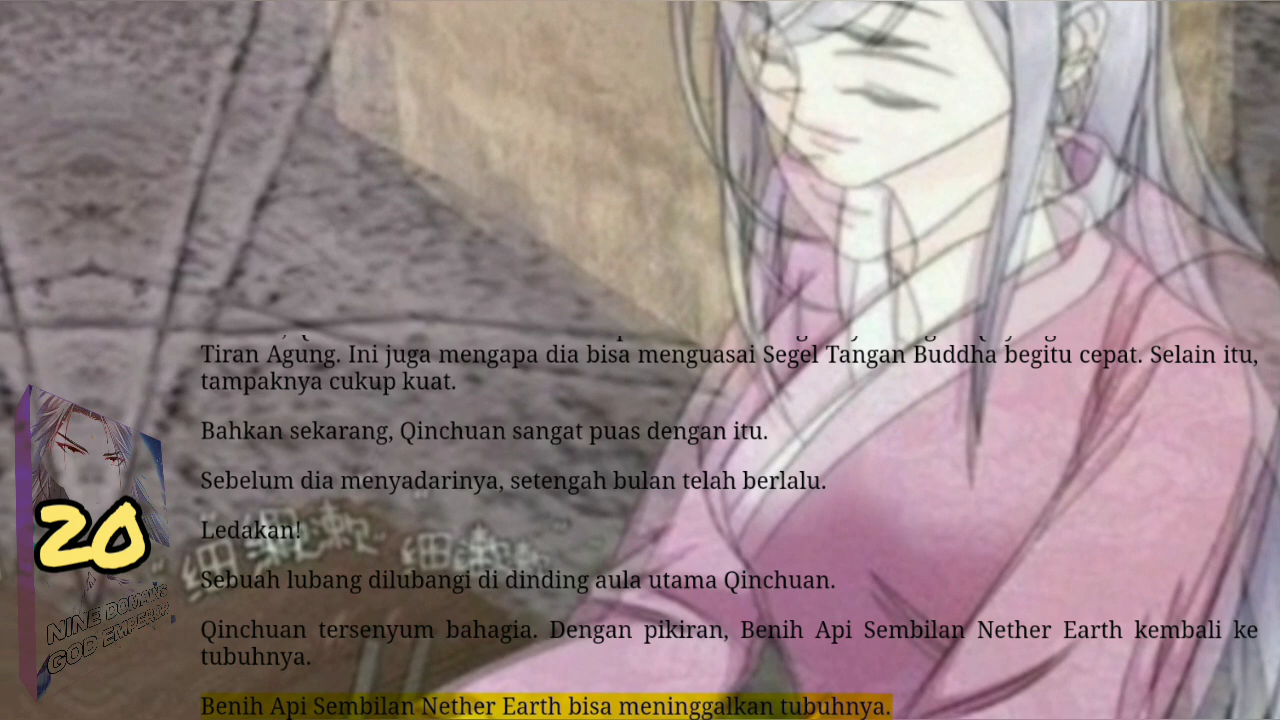 Tiran Agung. Ini juga mengapa dia bisa menguasai Segel Tangan Buddha begitu cepat. Selain itu,
tampaknya cukup kuat.
Bahkan sekarang, Qinchuan sangat puas dengan itu.
Sebelum dia menyadarinya, setengah bulan telah berlalu.
Ledakan!
Sebuah lubang dilubangi di dinding aula utama Qinchuan.
Qinchuan tersenyum bahagia. Dengan pikiran, Benih Api Sembilan Nether Earth kembali ke
tubuhnya.
Benih Api Sembilan Nether Earth bisa meninggalkan tubuhnya.
20
NINE DOMAINS
GOD EMPEROR